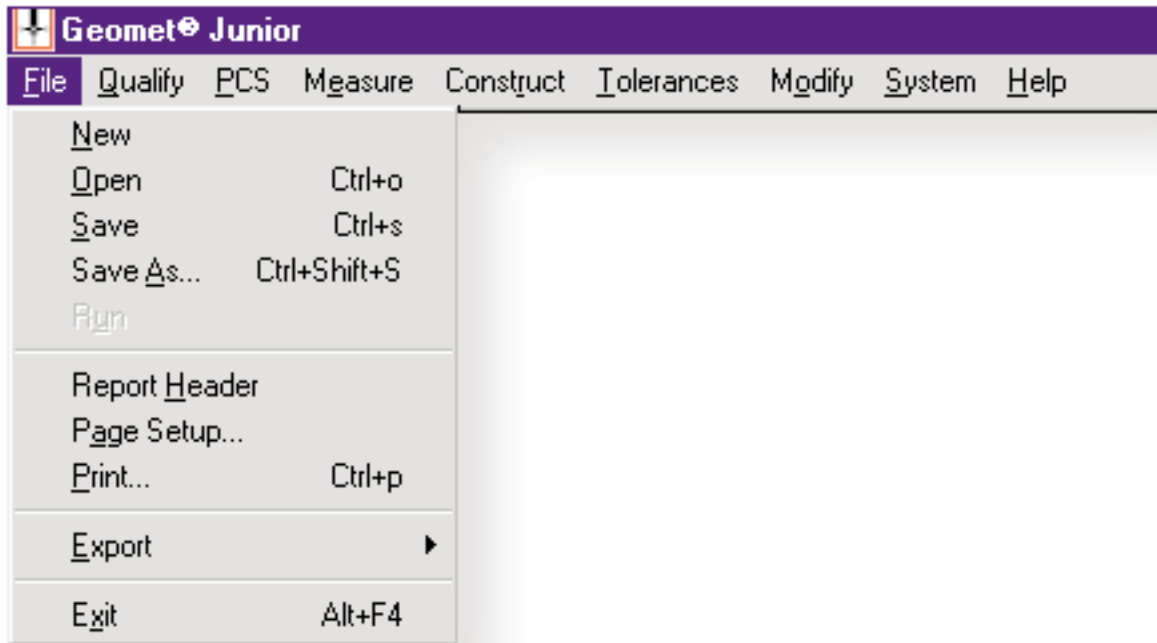 Geomet® Junior
File Qualify PCS Measure Construct Tolerances Modify System Help
New
Open Ctrl+o
Save Ctrl+s
Save As... Ctrl+Shift+S
Run
Report Header
Page Setup...
Print... Ctrl+p
Export
Exit Alt+F4